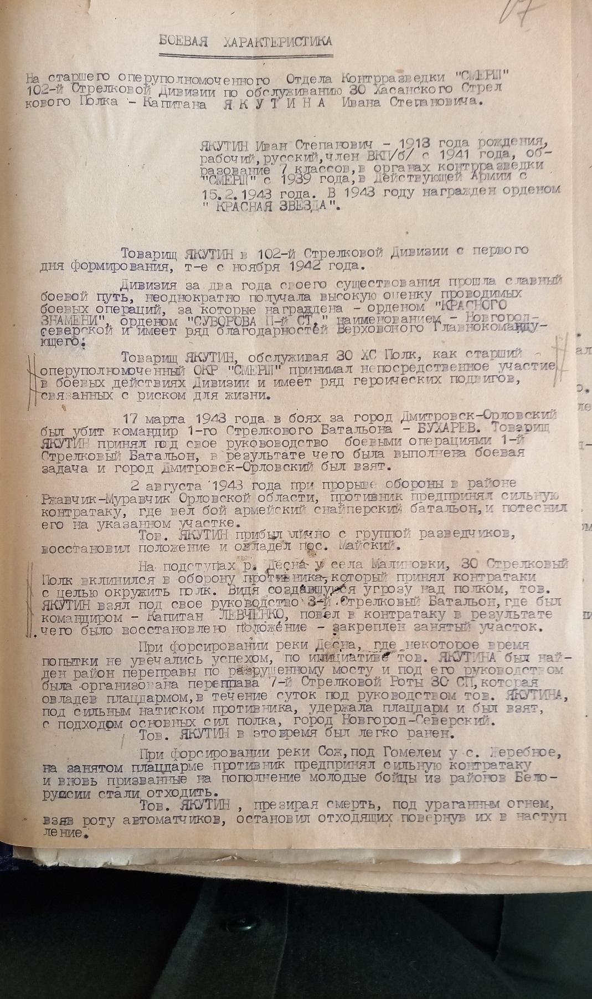 БОЕВАЯ ХАРАКТЕРИСТИКА
На старшего оперуполномоченного Отдела Контрразведки "СМЕРШ"
102-й Стрелковой Дивизии по обслуживанию 30 Хасанского Стрел
кового Полка - Капитана Я К У Т И Н А Ивана Степановича.
ЯКУТИН Иван Степанович - 1913 года рождения,
рабочий, русский, член ВКП/б/ с 1941 года, об-
разование 7 классов, в органах контрразведки
"СМЕРШ" с 1939 года, в Действующей Армии с
15.2.1943 года. В 1943 году награжден орденом
" КРАСНАЯ ЗВЕЗДА".
Товарищ ЯКУТИН в 102-й Стрелковой Дивизии с первого
дня формирования, т-е с ноября 1942 года.
Дивизия за два года своего существования прошла славный
боевой путь, неоднократно получала высокую оценку проводимых
боевых операций, за которые награждена - орденом "КРАСНОГО
ЗНАМЕНИ", орденом "СУВОРОВА П-й СТ." наименованием - Новгород-
северской и имеет ряд благодарностей Верховоного Главнокоманду-
ющего.
Товарищ ЯКУТИН, обслуживая 30 ХС Полк, как старший -
оперуполномоченный ОКР "СМЕРШ" принимал непосредственное участие
в боевых действиях Дивизии и имеет ряд героических подвигов,
связанных с риском для жизни.
17 марта 1943 года в боях за город Дмитровск-Орловский
был убит командир 1-го Стрелкового Батальона - БУХАРЕВ. Товарищ
ЯКУТИН принял под свое рукововодство боевыми операциями 1-й
Стрелковый Батальон, в результате чего была выполнена боевая
задача и город Дмитровск-Орловский был взят.
2 августа 1943 года при прорыве обороны в районе
Ржавчик-Муравчик Орловской области, противник предпринял сильную
контратаку, где вел бой армейский снайперский батальон, и потеснил
его на указанном участке.
Тов. ЯКУТИН прибыл лично с группой разведчиков,
восстановил положение и овладел пос. Майский.
На подступах р. Десна у села Малиновки, 30 Стрелковый
Полк вклинился в оборону противника, который принял контратаки
с целью окружить полк. Видя создавшуюся угрозу над полком, тов.
ЯКУТИН взял под свое руководство 3-й Стрелковый Батальон, где был
командиром - Капитан ЛЕВЧЕНКО, повел в контратаку в результате
чего было восстановлено положение - закреплен занятый участок.
При форсировании реки Десна, где некоторое время
попытки не увечались успехом, по инициативе тов. ЯКУТИНА был най-
ден район переправы по разрушенному мосту и под его руководством
была организована переправа 7-й Стрелковой Роты 30 СП, которая
овладев плацдармом, в течение суток под руководством тов. ЯКУТИНА,
под сильным натиском противника, удержала плацдарм и был взят,
с подходом основных сил полка, город Новгород-Северский.
Тов. ЯКУТИН в это время был легко ранен.
При форсировании реки Сож, под Гомелем у с. Жеребное,
на занятом плацдарме противник предпринял сильную контратаку
и вновь призванные на пополнение молодые бойцы из районов Бело-
руссии стали отходить.
Тов. ЯКУТИН , презирая смерть, под ураганным огнем,
взяв роту автоматчиков, остановил отходящих повернув их в наступ
ление.